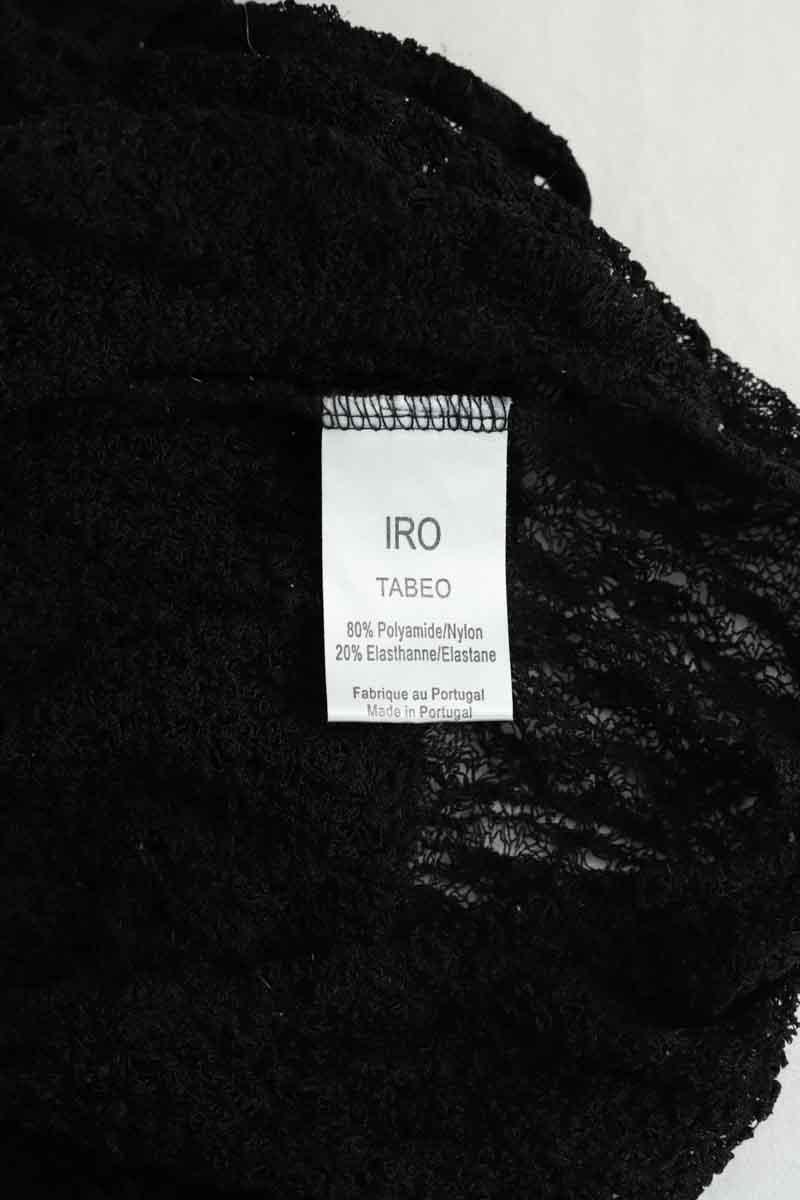 IRO
TABEO
80% Polyamide/Nylon
20% Elasthanne/Elastane
Fabrique au Portugal
Made in Portugal